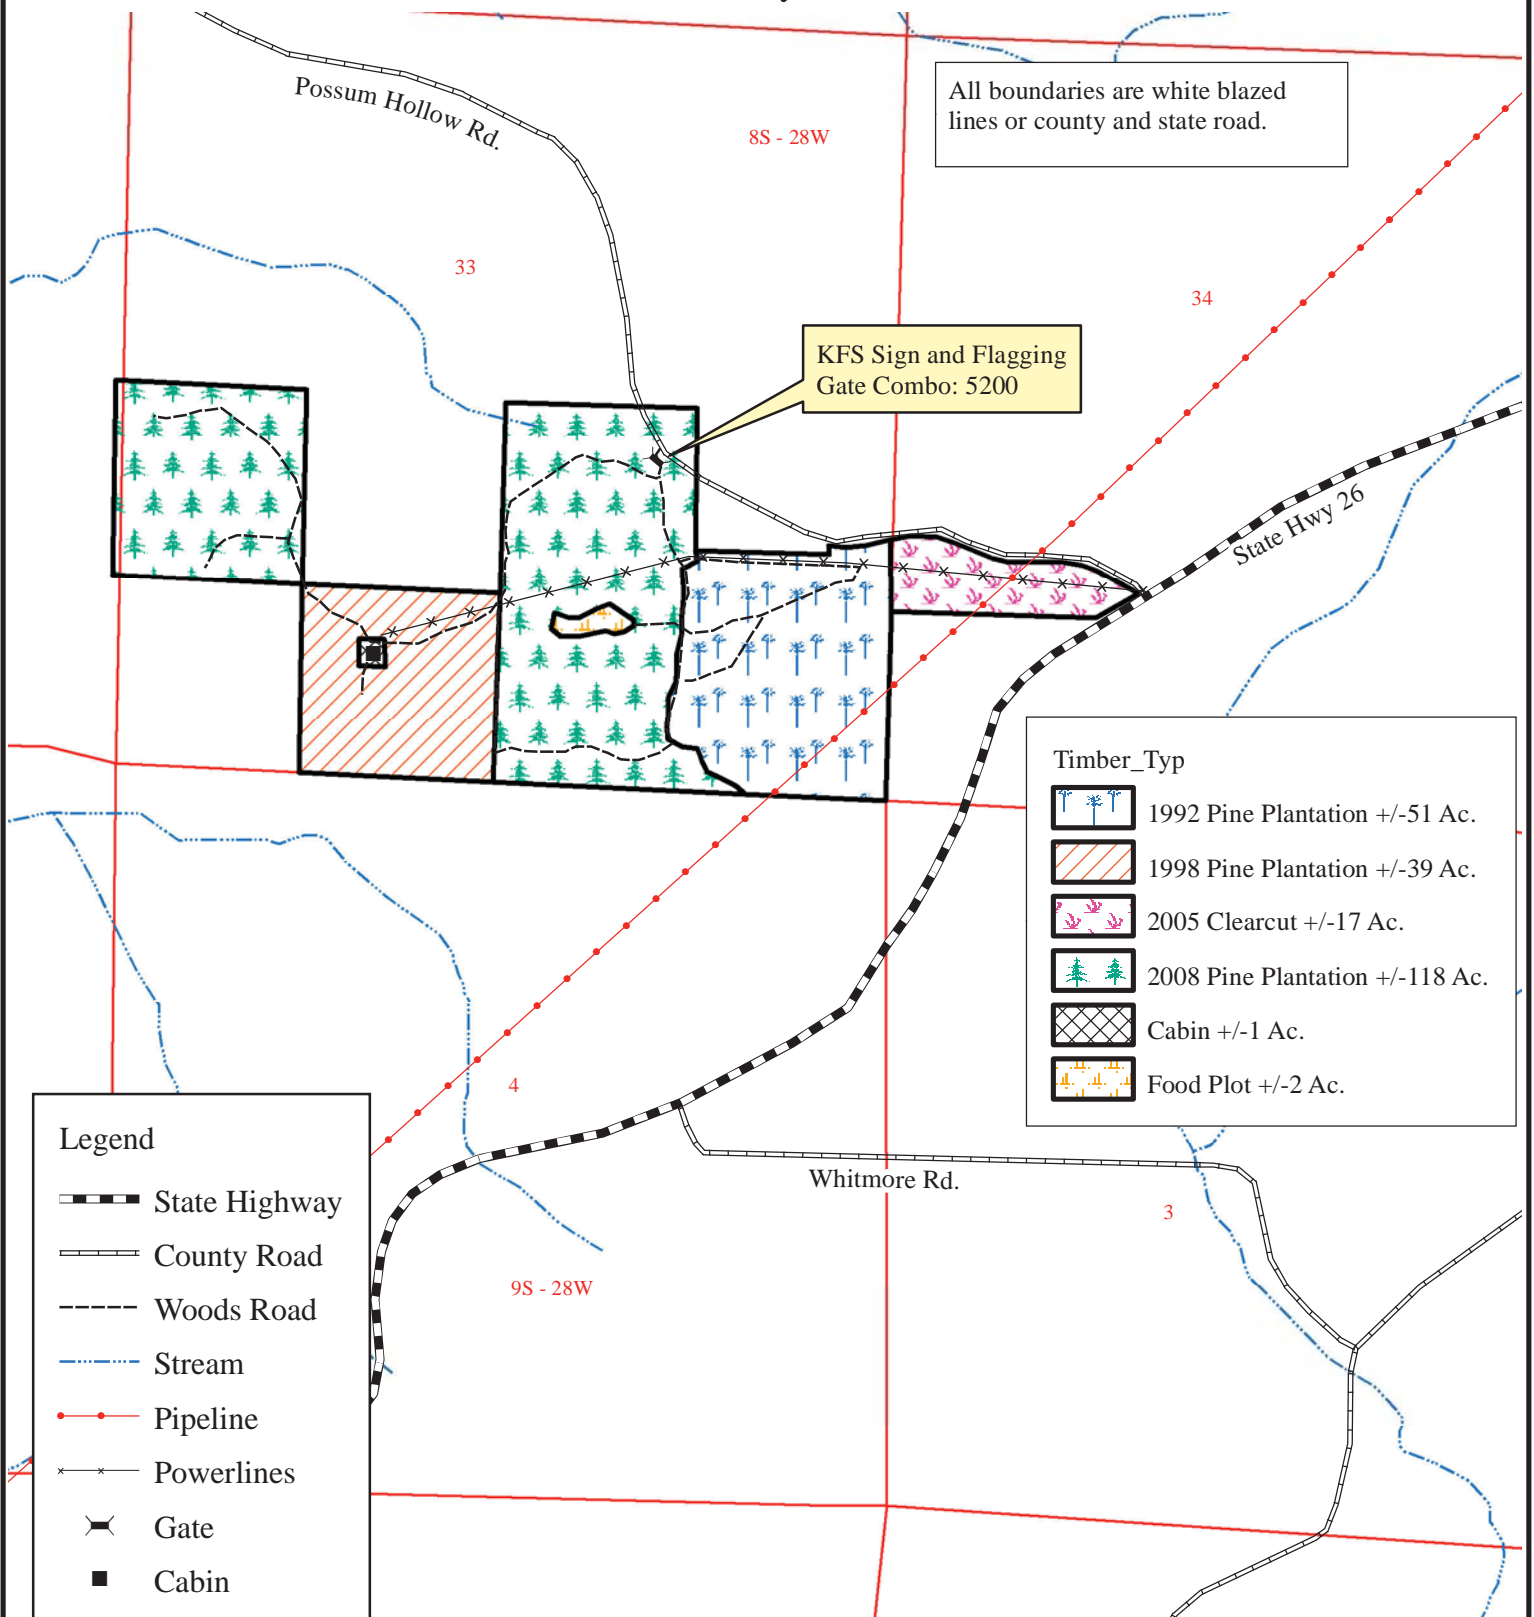 Possum Hollow Rd.
8S - 28W
All boundaries are white blazed
lines or county and state road.
33
34
KFS Sign and Flagging
Gate Combo: 5200
State Hwy 26
Timber_Typ
1992 Pine Plantation +/-51 Ac.
1998 Pine Plantation +/-39 Ac.
2005 Clearcut +/-17 Ac.
2008 Pine Plantation +/-118 Ac.
Cabin +/-1 Ac.
Food Plot +/-2 Ac.
4
Whitmore Rd.
3
9S - 28W
Legend
State Highway
County Road
Woods Road
Stream
Pipeline
Powerlines
Gate
Cabin